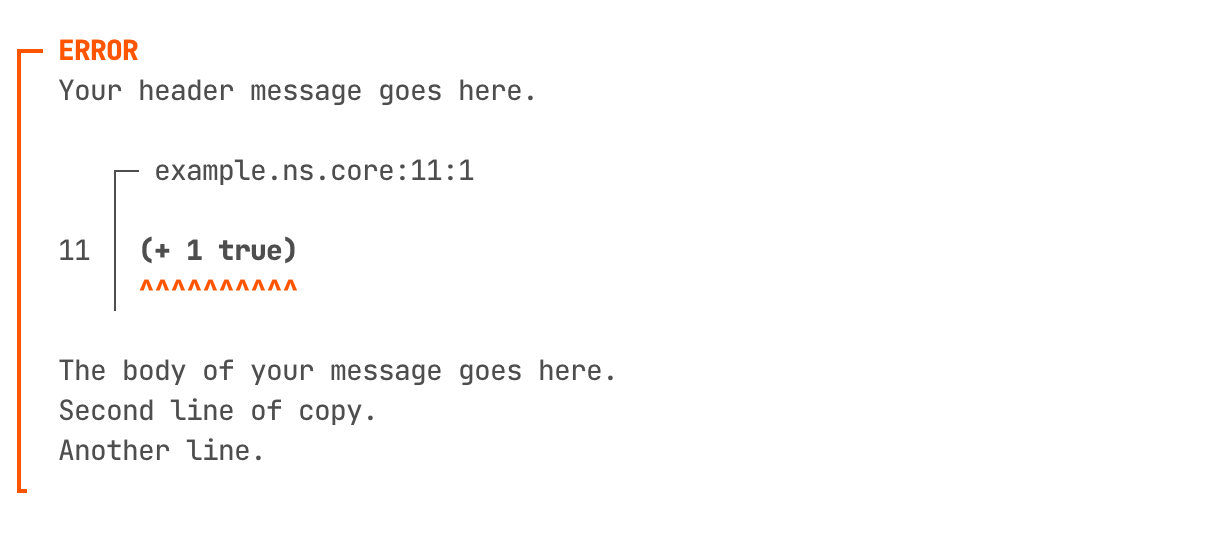 ERROR
Your header message goes here.
example.ns.core:11:1
11 (+ 1 true)
^^^^^^^^^^
The body of your message goes here.
Second line of copy.
Another line.